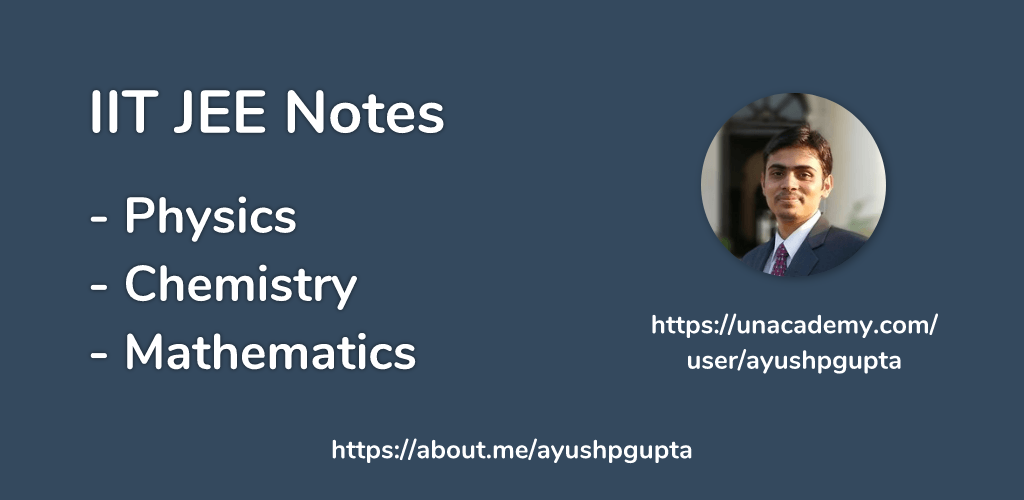 IIT JEE Notes
- Physics
- Chemistry
- Mathematics
https://unacademy.com/
user/ayushpgupta
https://about.me/ayushpgupta